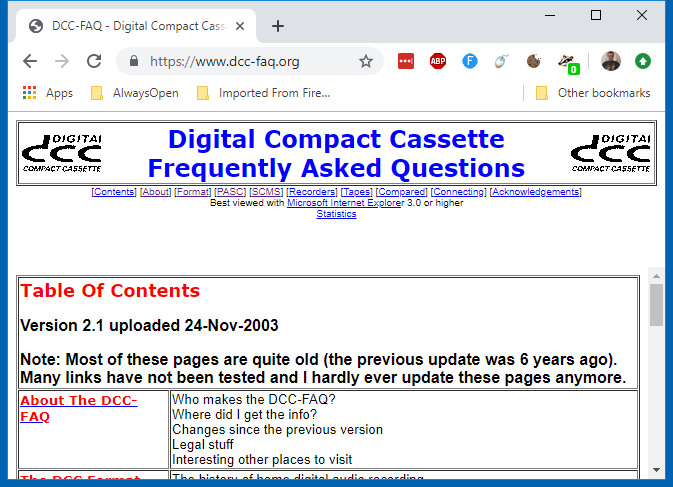 DCC-FAQ - Digital Compact Cass
https://www.dcc-faq.org
ABP
F
0
Apps
AlwaysOpen
Imported From Fire...
Other bookmarks
DIGITAL
dcc
COMPACT CASSETTE
Digital Compact Cassette
Frequently Asked Questions
DIGITAL
dcc
COMPACT CASSETTE
[Contents] [About] [Format] [PASC] [SCMS] [Recorders] [Tapes] [Compared] [Connecting] [Acknowledgements]
Best viewed with Microsoft Internet Explorer 3.0 or higher
Statistics
Table Of Contents
Version 2.1 uploaded 24-Nov-2003
Note: Most of these pages are quite old (the previous update was 6 years ago).
Many links have not been tested and I hardly ever update these pages anymore.
About The DCC-
FAQ
Who makes the DCC-FAQ?
Where did I get the info?
Changes since the previous version
Legal stuff
Interesting other places to visit
The DCC Format
The history of home digital audio recording